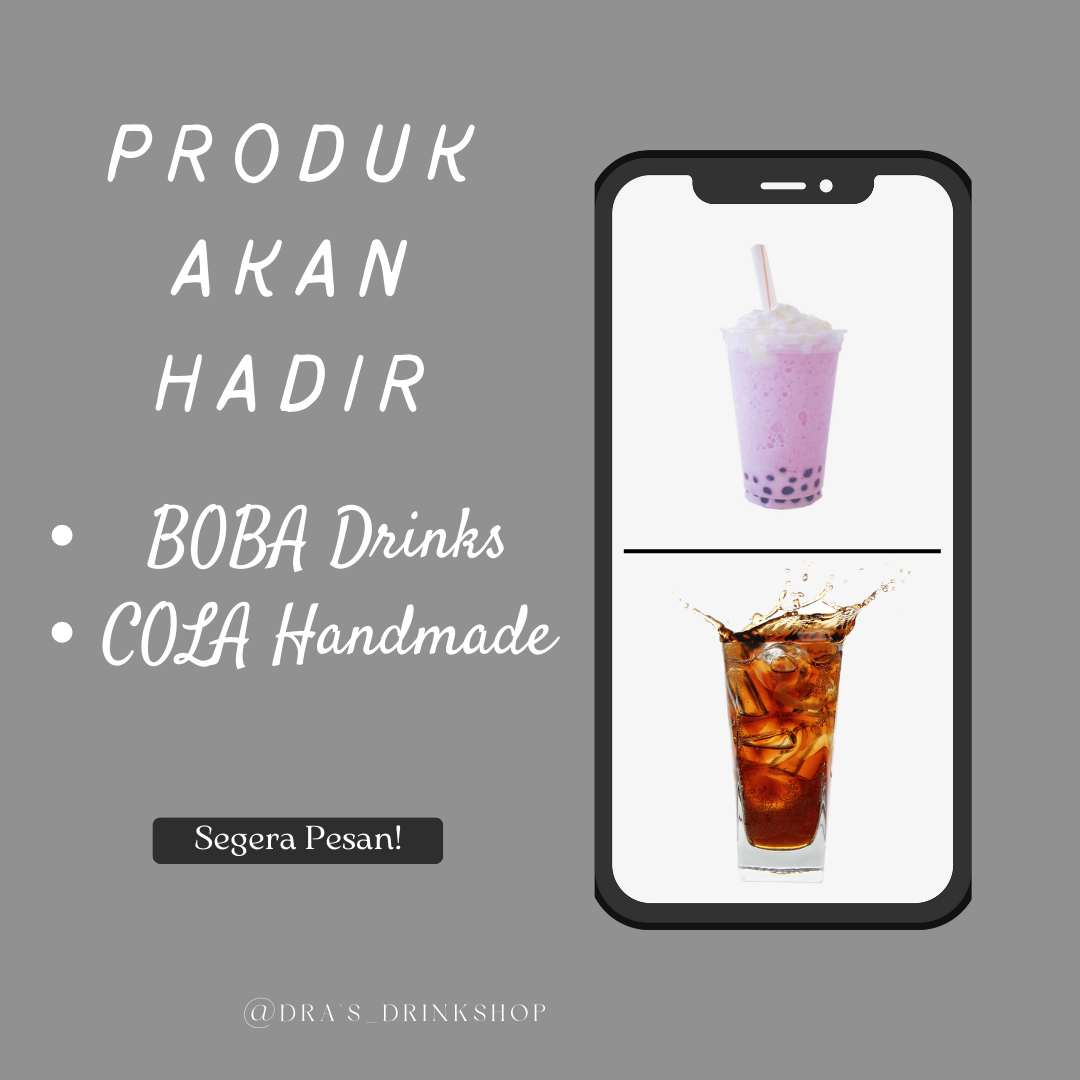 PRODUK
AKAN
HADIR
• BOBA Drinks
• COLA Handmade
Segera Pesan!
@DRA'S_DRINKSHOP